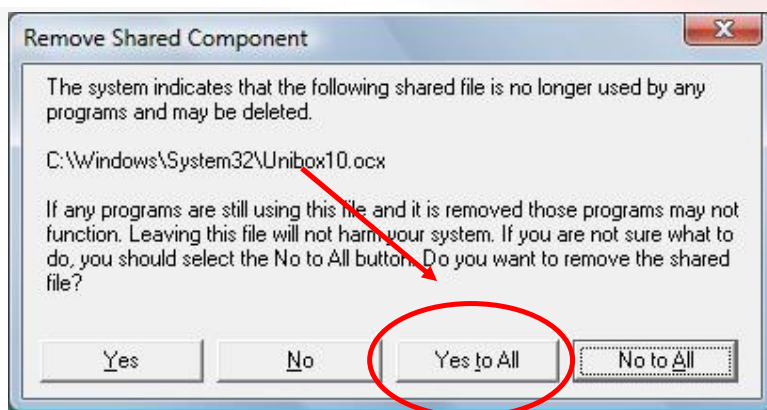 Remove Shared Component
The system indicates that the following shared file is no longer used by any
programs and may be deleted.
C:\Windows\System32\Unibox10.ocx
If any programs are still using this file and it is removed those programs may not
function. Leaving this file will not harm your system. If you are not sure what to
do, you should select the No to All button. Do you want to remove the shared
file?
Yes No Yes to All No to All